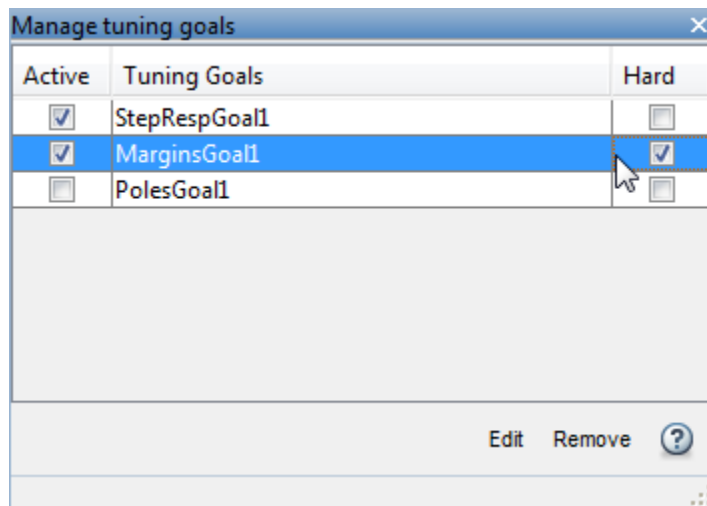 Manage tuning goals
Active Tuning Goals Hard
StepRespGoal1
MarginsGoal1
PolesGoal1
Edit Remove ?